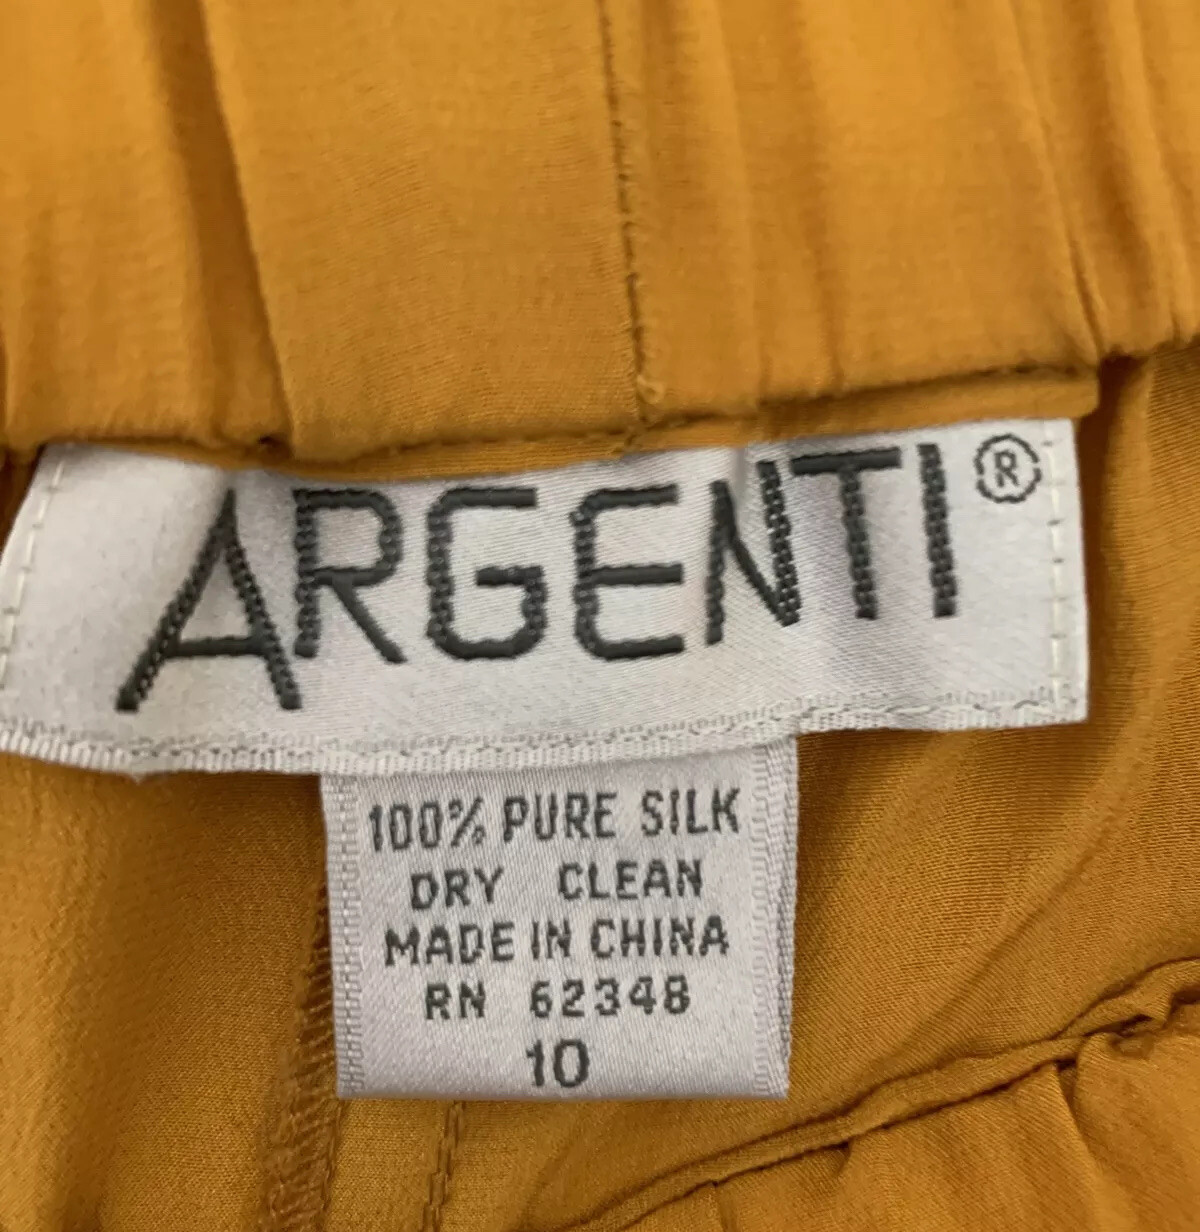 ARGENTI ®
100% PURE SILK
DRY CLEAN
MADE IN CHINA
RN 62348
10